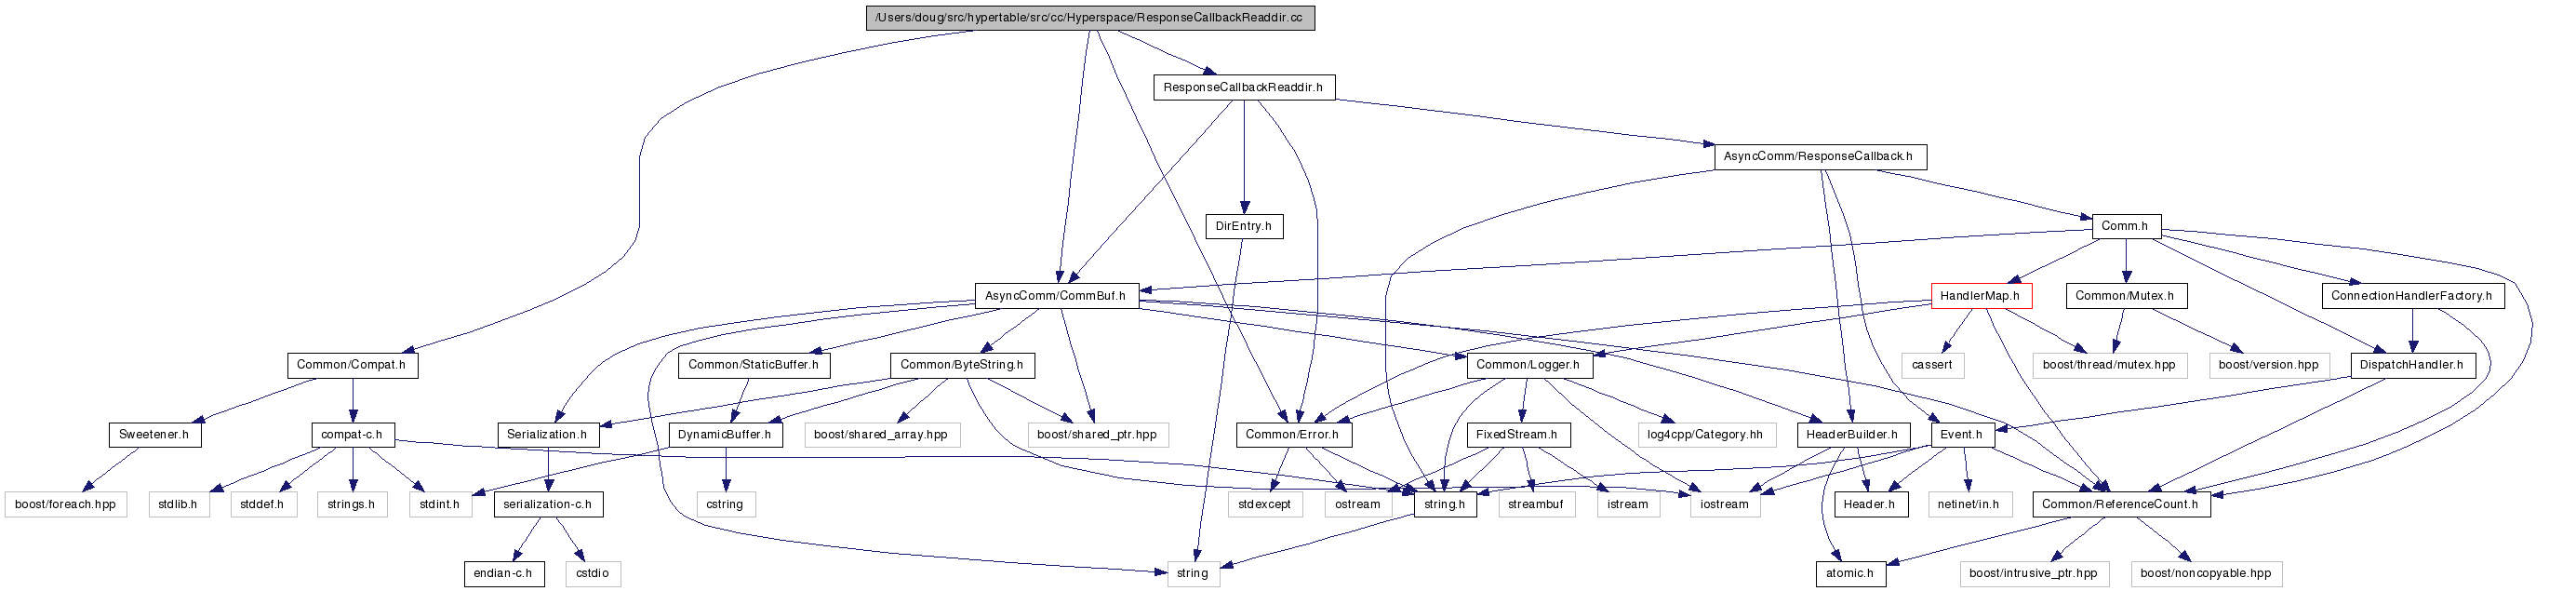 /Users/doug/src/hypertable/src/cc/Hyperspace/ResponseCallbackReaddir.cc
ResponseCallbackReaddir.h
AsyncComm/ResponseCallback.h
DirEntry.h
Comm.h
AsyncComm/CommBuf.h
HandlerMap.h
Common/Mutex.h
ConnectionHandlerFactory.h
Common/Compat.h
Common/StaticBuffer.h
Common/ByteString.h
Common/Logger.h
cassert
boost/thread/mutex.hpp
boost/version.hpp
DispatchHandler.h
Sweetener.h
compat-c.h
Serialization.h
DynamicBuffer.h
boost/shared_array.hpp
boost/shared_ptr.hpp
Common/Error.h
FixedStream.h
log4cpp/Category.hh
HeaderBuilder.h
Event.h
boost/foreach.hpp
stdlib.h
stddef.h
strings.h
stdint.h
serialization-c.h
cstring
stdexcept
ostream
string.h
streambuf
istream
iostream
Header.h
netinet/in.h
Common/ReferenceCount.h
endian-c.h
cstdio
string
atomic.h
boost/intrusive_ptr.hpp
boost/noncopyable.hpp